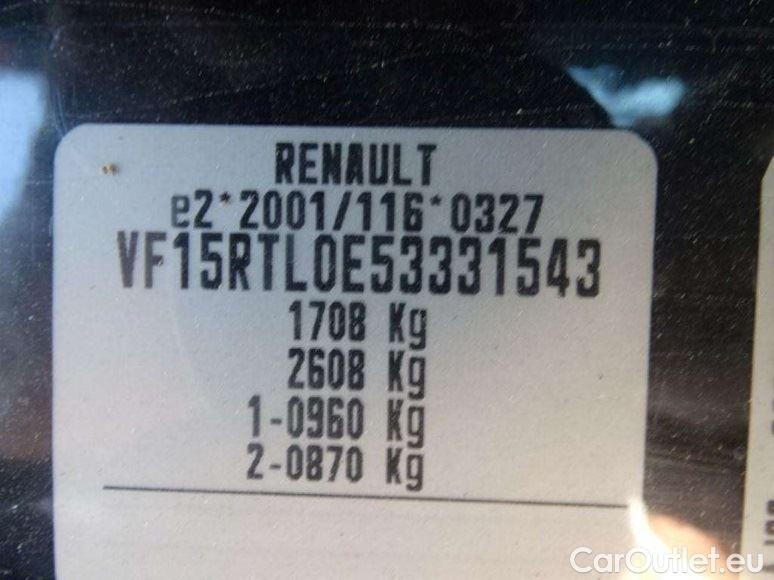 RENAULT
e2*2001/116*0327
VF15RTL0E53331543
1708 Kg
2608 Kg
1-0960 Kg
2-0870 Kg
CarOutlet.eu